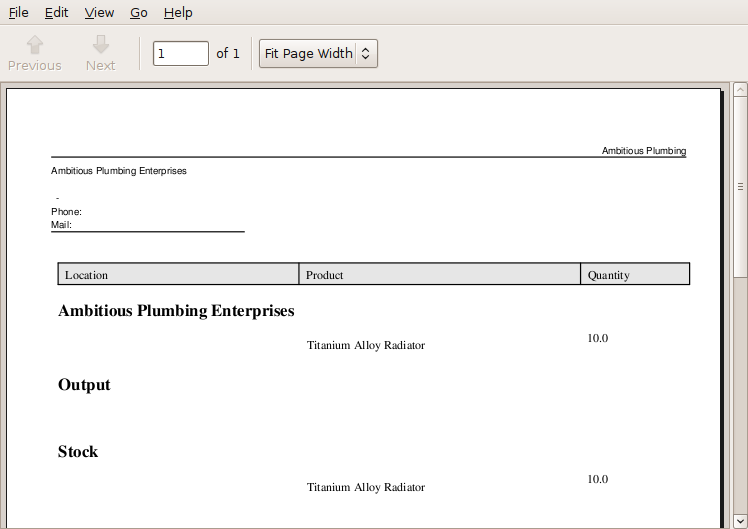 File Edit View Go Help
Previous Next 1 of 1 Fit Page Width
Ambitious Plumbing
Ambitious Plumbing Enterprises
-
Phone:
Mail:
Location Product Quantity
Ambitious Plumbing Enterprises
Titanium Alloy Radiator 10.0
Output
Stock
Titanium Alloy Radiator 10.0